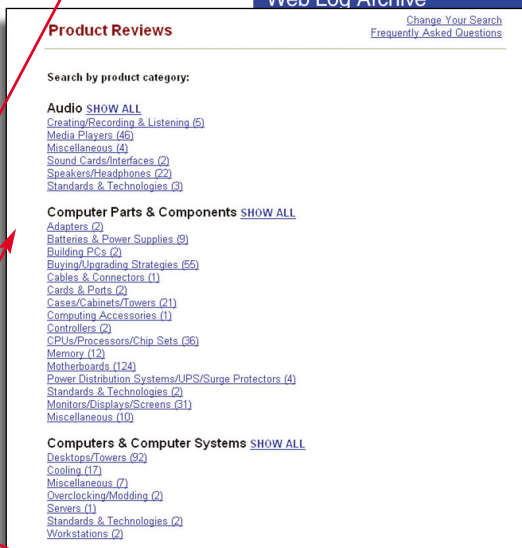 Web Log Archive
Product Reviews
Change Your Search
Frequently Asked Questions
Search by product category:
Audio SHOW ALL
Creating/Recording & Listening (5)
Media Players (46)
Miscellaneous (4)
Sound Cards/Interfaces (2)
Speakers/Headphones (22)
Standards & Technologies (3)
Computer Parts & Components SHOW ALL
Adapters (2)
Batteries & Power Supplies (9)
Building PCs (2)
Buying/Upgrading Strategies (55)
Cables & Connectors (1)
Cards & Ports (2)
Cases/Cabinets/Towers (21)
Computing Accessories (1)
Controllers (2)
CPUs/Processors/Chip Sets (36)
Memory (12)
Motherboards (124)
Power Distribution Systems/UPS/Surge Protectors (4)
Standards & Technologies (2)
Monitors/Displays/Screens (31)
Miscellaneous (10)
Computers & Computer Systems SHOW ALL
Desktops/Towers (92)
Cooling (17)
Miscellaneous (7)
Overclocking/Modding (2)
Servers (1)
Standards & Technologies (2)
Workstations (2)